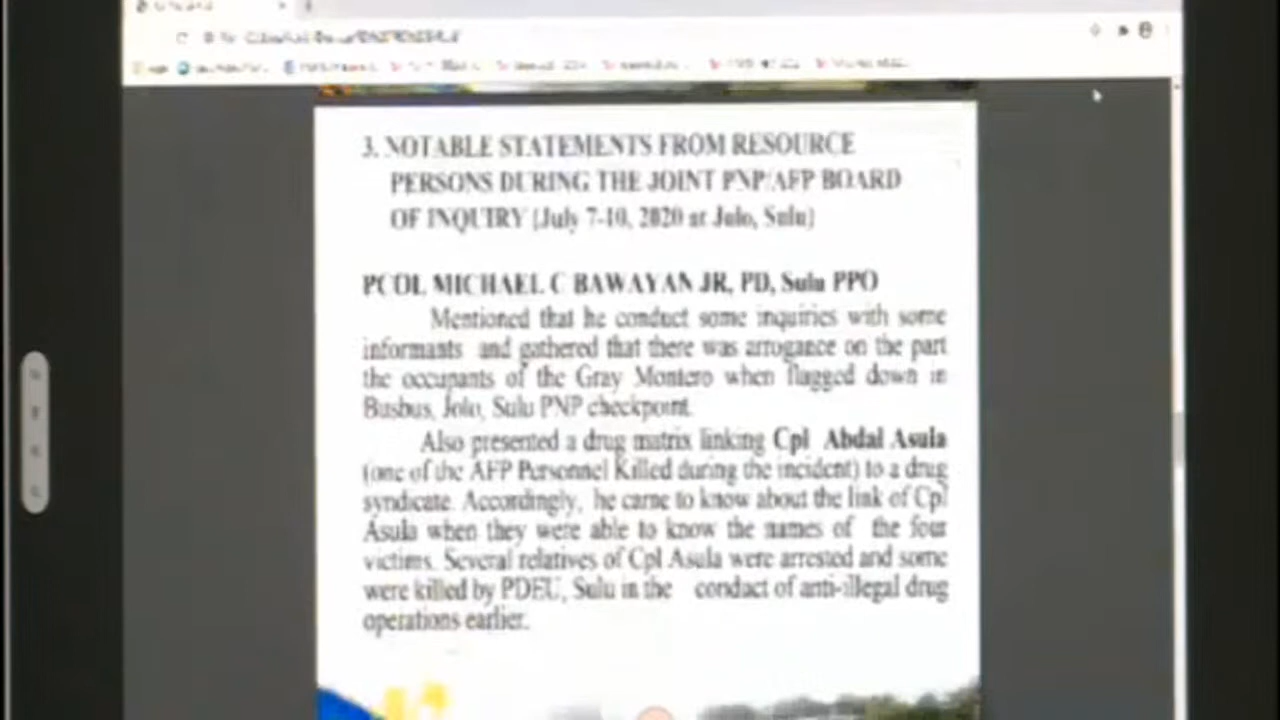 3. NOTABLE STATEMENTS FROM RESOURCE
PERSONS DURING THE JOINT PNP/AFP BOARD
OF INQUIRY (July 7-10, 2020 at Jolo, Sulu)
PCOL MICHAEL C BAWAYAN JR, PD, Sulu PPO
Mentioned that he conduct some inquiries with some
informants and gathered that there was arrogance on the part
the occupants of the Gray Montero when flagged down in
Busbus, Jolo, Sulu PNP checkpoint.
Also presented a drug matrix linking Cpl Abdal Asula
(one of the AFP Personnel Killed during the incident) to a drug
syndicate. Accordingly, he came to know about the link of Cpl
Asula when they were able to know the names of the four
victims. Several relatives of Cpl Asula were arrested and some
were killed by PDEU, Sulu in the conduct of anti-illegal drug
operations earlier.